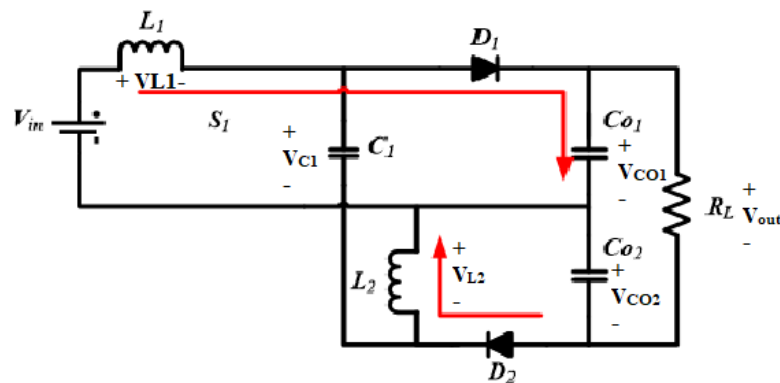 L1
D1
+ VL1-
Vin
S1
+
VC1
-
C1
Co1
+
VCO1
-
RL
+
Vout
-
L2
+
VL2
-
Co2
+
VCO2
-
D2